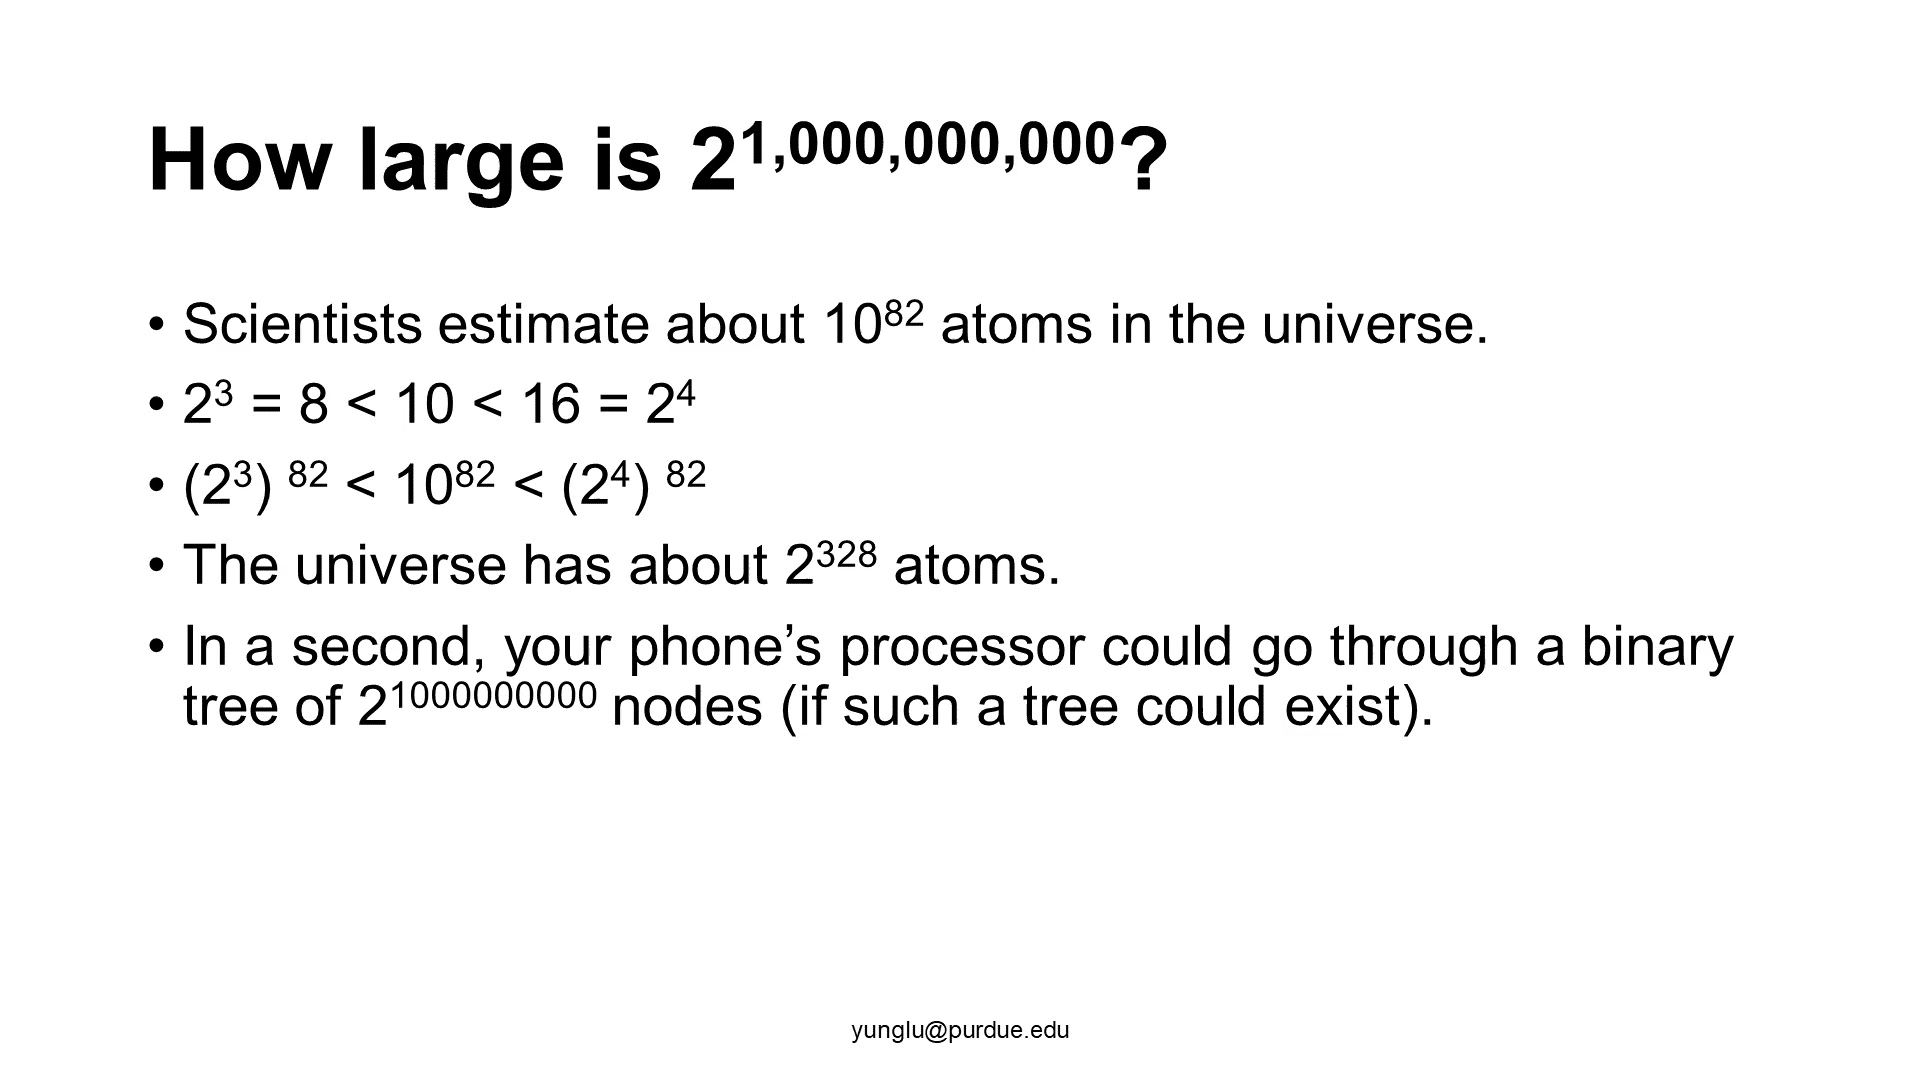 How large is 2^1,000,000,000?
• Scientists estimate about 10^82 atoms in the universe.
• 2^3 = 8 < 10 < 16 = 2^4
• (2^3) ^82 < 10^82 < (2^4) ^82
• The universe has about 2^328 atoms.
• In a second, your phone’s processor could go through a binary
tree of 2^1000000000 nodes (if such a tree could exist).
yunglu@purdue.edu